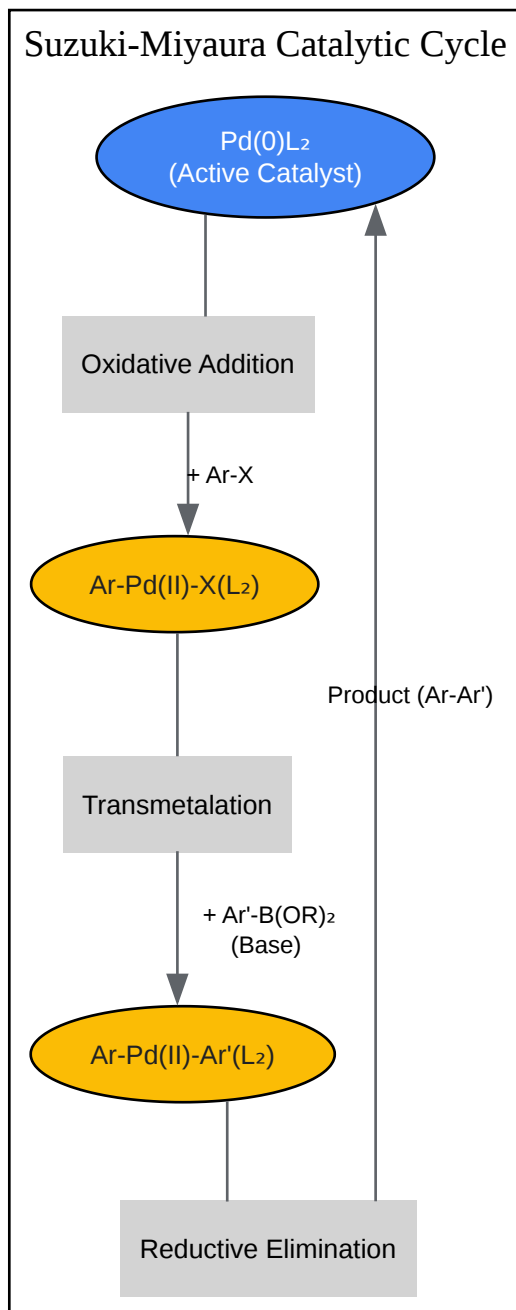 Suzuki-Miyaura Catalytic Cycle
Pd(0)L₂
(Active Catalyst)
Oxidative Addition
+ Ar-X
Ar-Pd(II)-X(L₂)
Product (Ar-Ar')
Transmetalation
+ Ar'-B(OR)₂
(Base)
Ar-Pd(II)-Ar'(L₂)
Reductive Elimination